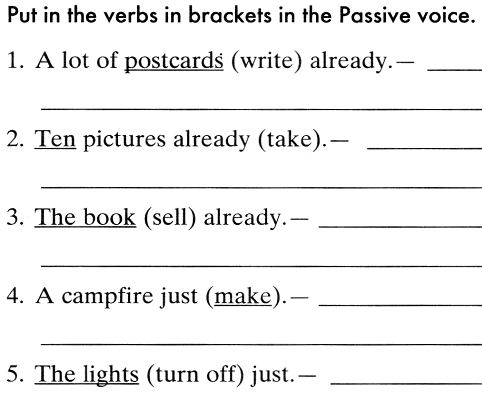 Put in the verbs in brackets in the Passive voice.
1. A lot of postcards (write) already.—
2. Ten pictures already (take).—
3. The book (sell) already.—
4. A campfire just (make).—
5. The lights (turn off) just.—